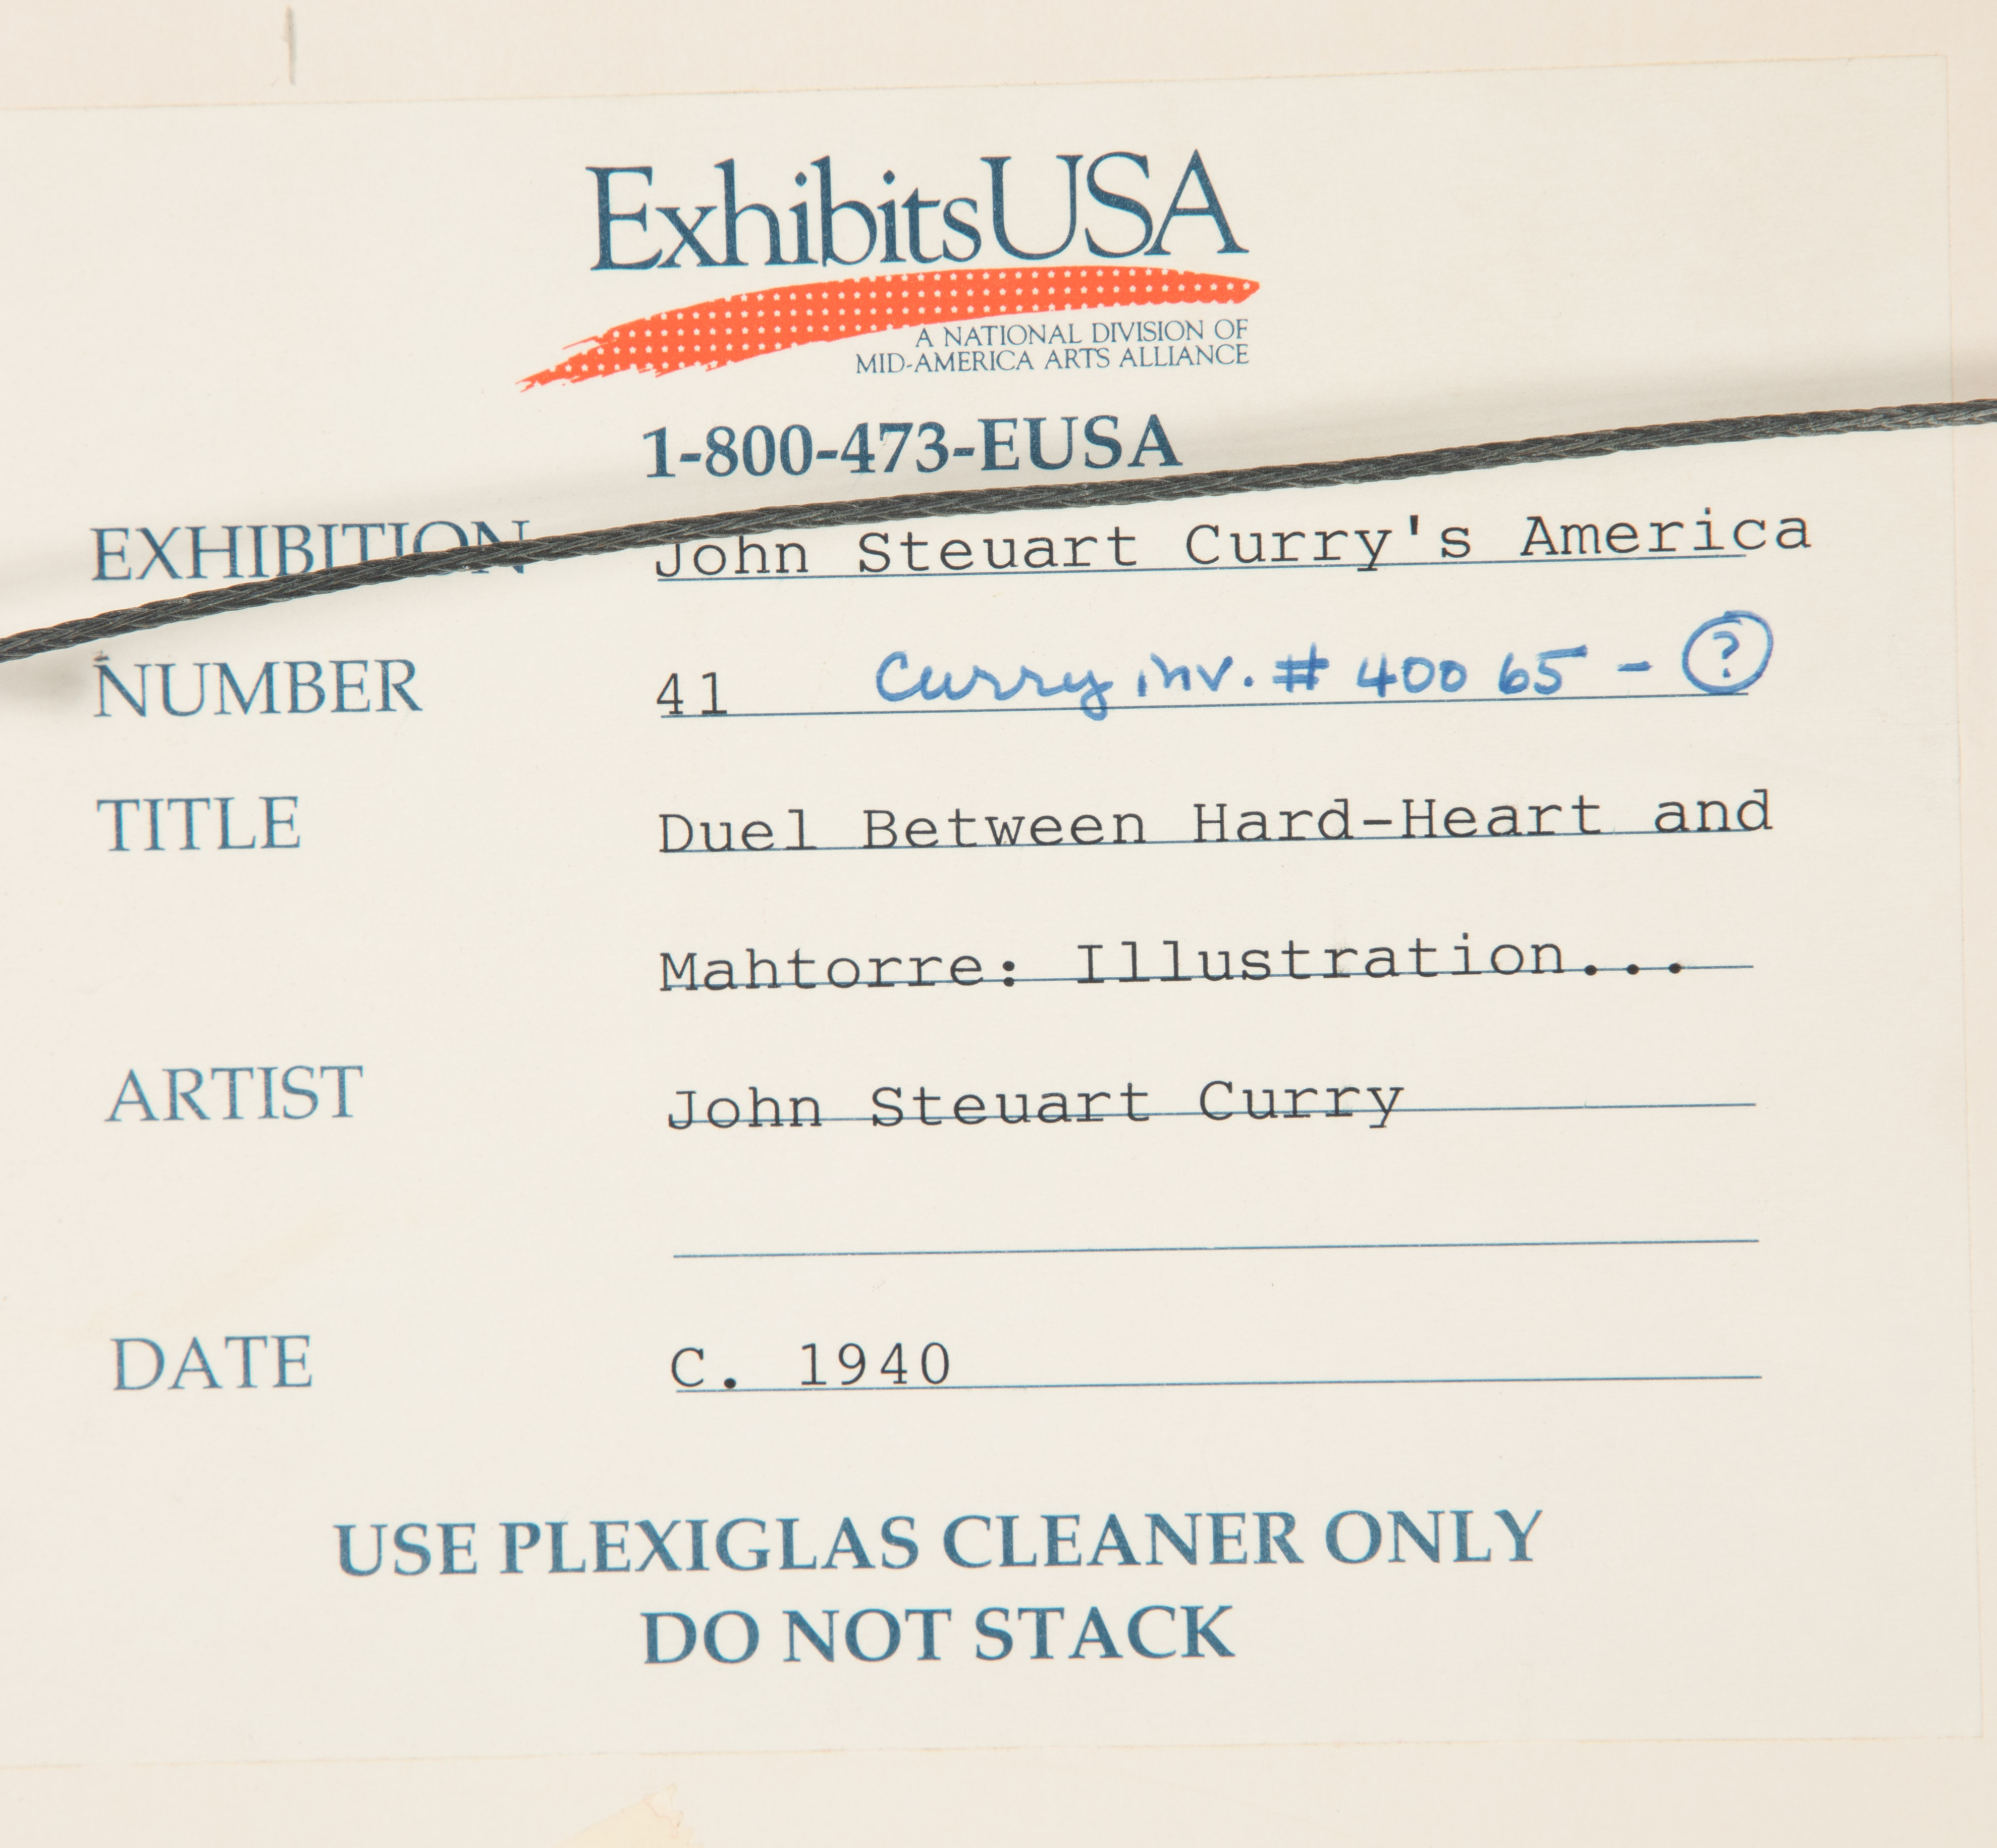 ExhibitsUSA
A NATIONAL DIVISION OF
MID-AMERICA ARTS ALLIANCE
1-800-473-EUSA
EXHIBITION John Steuart Curry's America
NUMBER 41 Curry inv. # 400 65 - ?
TITLE Duel Between Hard-Heart and
Mahtorre: Illustration...
ARTIST John Steuart Curry
DATE C. 1940
USE PLEXIGLAS CLEANER ONLY
DO NOT STACK